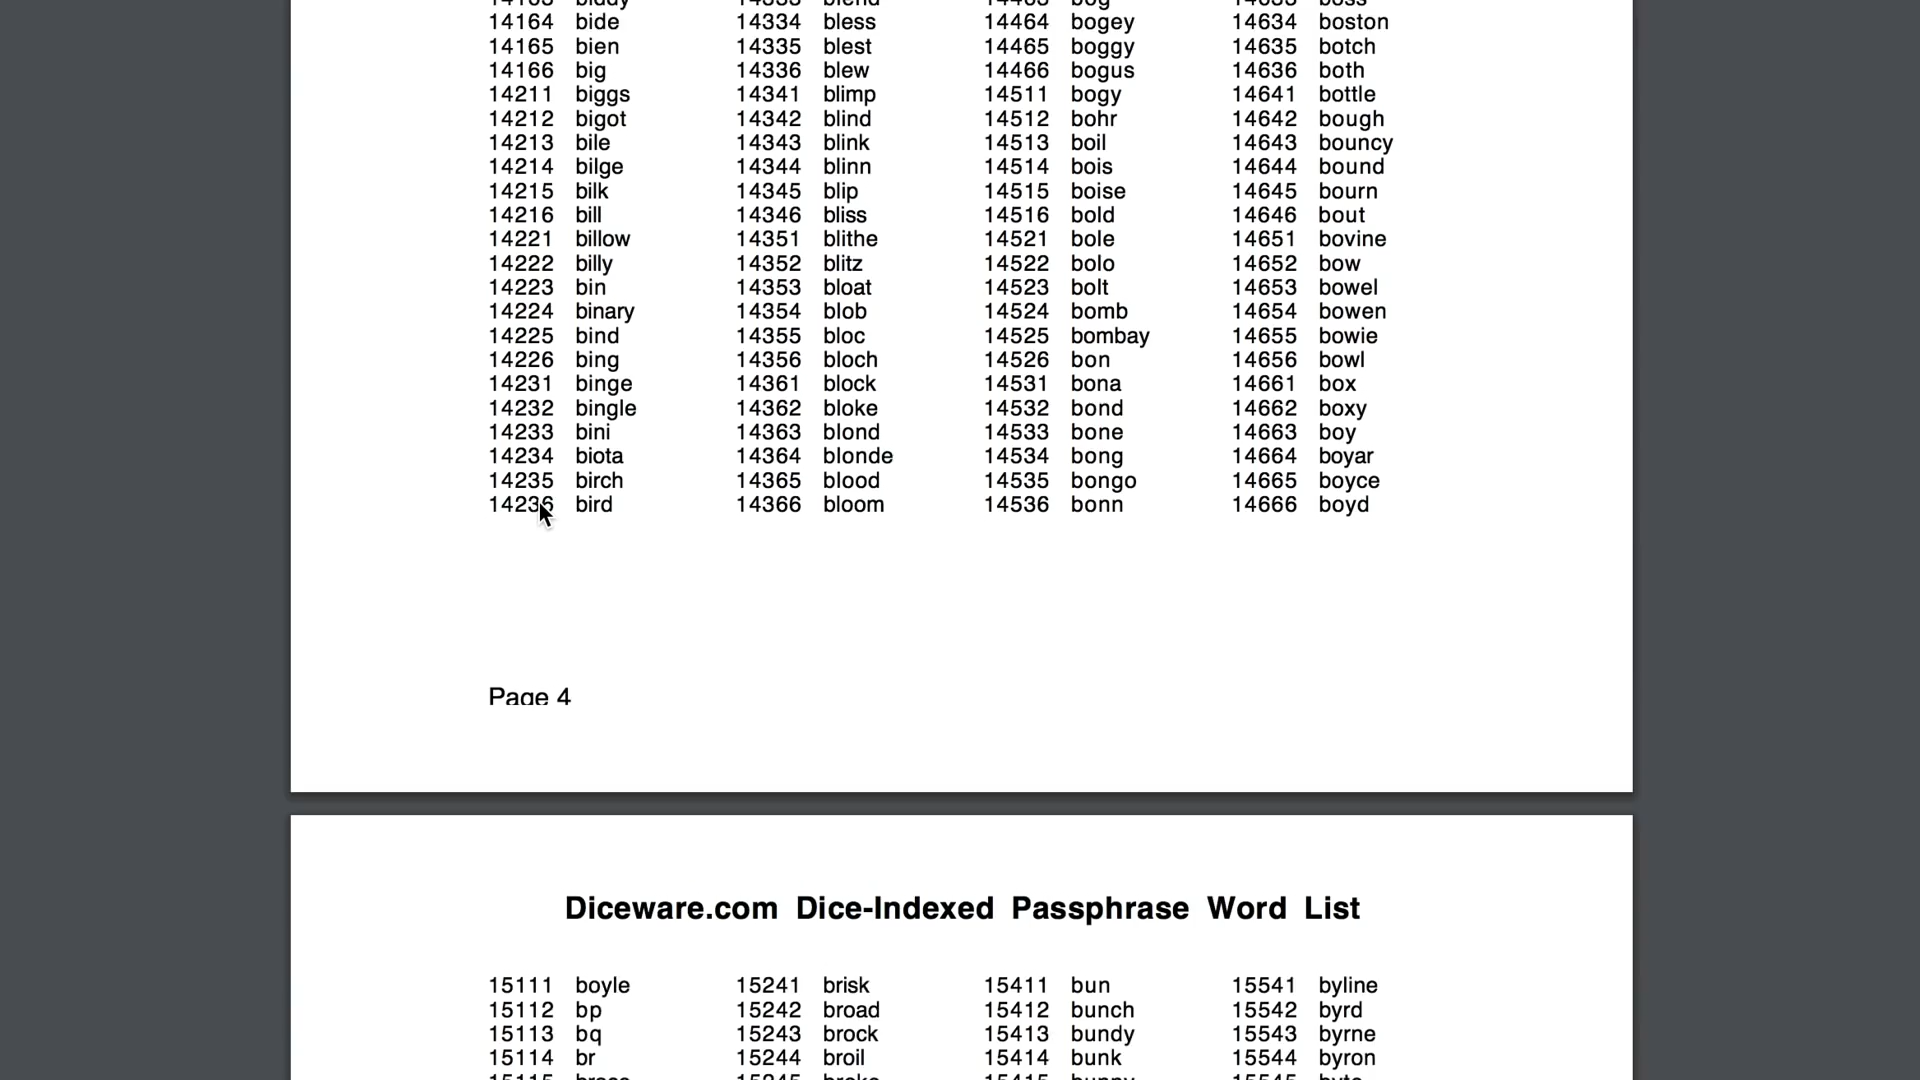 14164 bide 14334 bless 14464 bogey 14634 boston
14165 bien 14335 blest 14465 boggy 14635 botch
14166 big 14336 blew 14466 bogus 14636 both
14211 biggs 14341 blimp 14511 bogy 14641 bottle
14212 bigot 14342 blind 14512 bohr 14642 bough
14213 bile 14343 blink 14513 boil 14643 bouncy
14214 bilge 14344 blinn 14514 bois 14644 bound
14215 bilk 14345 blip 14515 boise 14645 bourn
14216 bill 14346 bliss 14516 bold 14646 bout
14221 billow 14351 blithe 14521 bole 14651 bovine
14222 billy 14352 blitz 14522 bolo 14652 bow
14223 bin 14353 bloat 14523 bolt 14653 bowel
14224 binary 14354 blob 14524 bomb 14654 bowen
14225 bind 14355 bloc 14525 bombay 14655 bowie
14226 bing 14356 bloch 14526 bon 14656 bowl
14231 binge 14361 block 14531 bona 14661 box
14232 bingle 14362 bloke 14532 bond 14662 boxy
14233 bini 14363 blond 14533 bone 14663 boy
14234 biota 14364 blonde 14534 bong 14664 boyar
14235 birch 14365 blood 14535 bongo 14665 boyce
14236 bird 14366 bloom 14536 bonn 14666 boyd
Page 4
Diceware.com Dice-Indexed Passphrase Word List
15111 boyle 15241 brisk 15411 bun 15541 byline
15112 bp 15242 broad 15412 bunch 15542 byrd
15113 bq 15243 brock 15413 bundy 15543 byrne
15114 br 15244 broil 15414 bunk 15544 byron